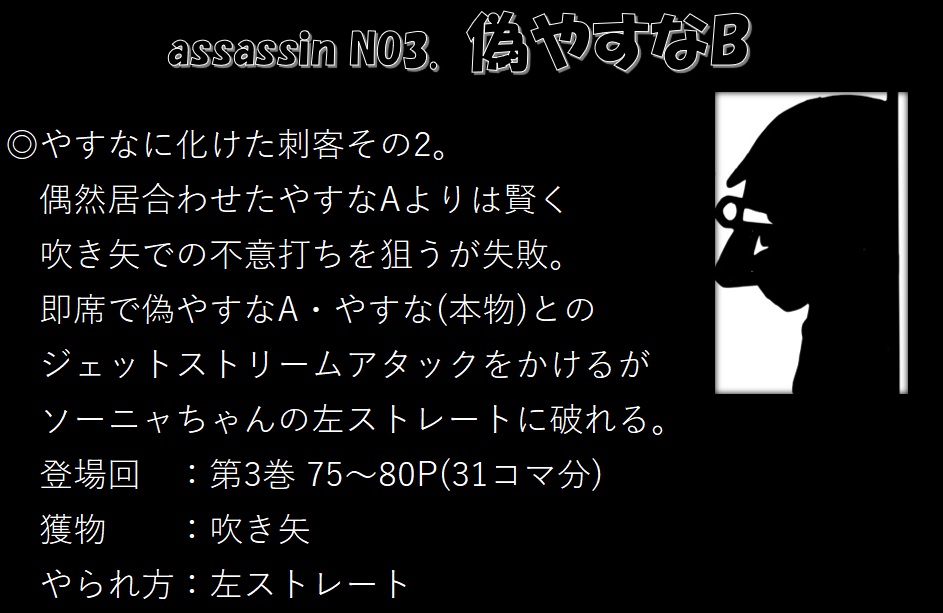 assassin NO3. 偽やすなB
◎やすなに化けた刺客その2。
偶然居合わせたやすなAよりは賢く
吹き矢での不意打ちを狙うが失敗。
即席で偽やすなA・やすな(本物)との
ジェットストリームアタックをかけるが
ソーニャちゃんの左ストレートに破れる。
登場回　：第3巻 75～80P(31コマ分)
獲物　　：吹き矢
やられ方：左ストレート